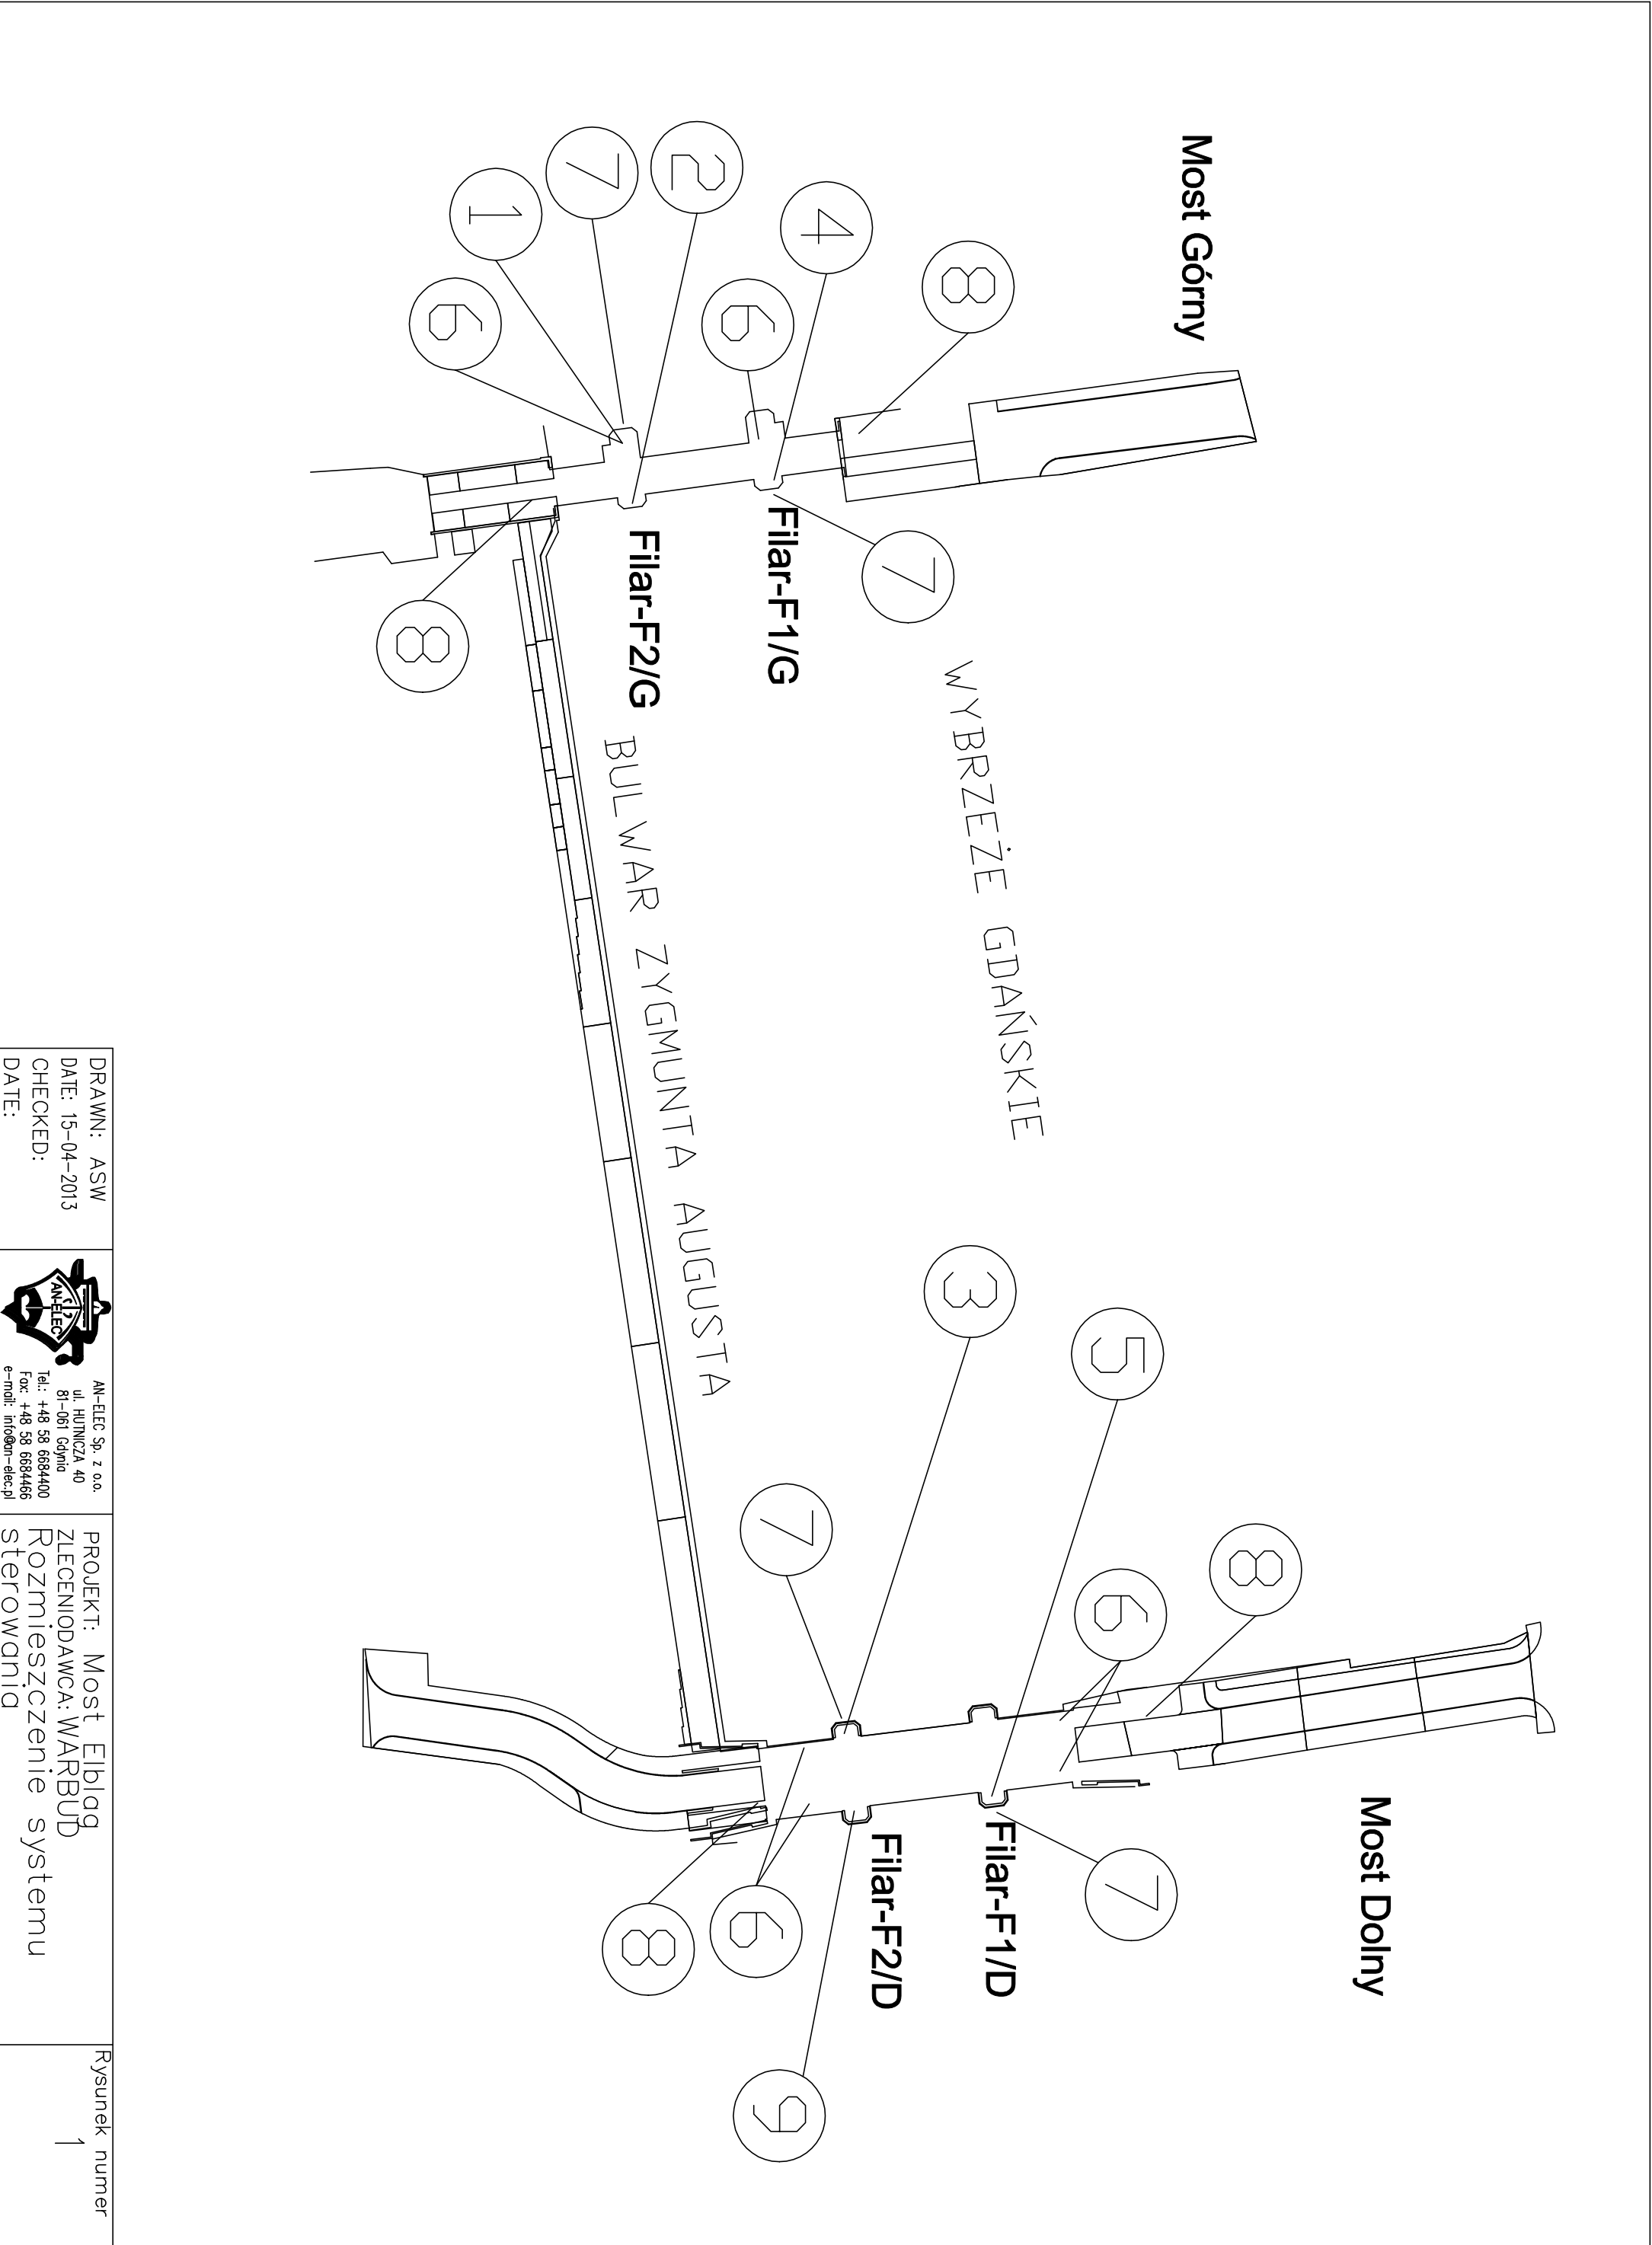 Most Górny
Most Dolny
8
5
6
8
4
3
7
2
7
6
7
1
6
Filar-F1/G
7
Filar-F2/G
8
WYBRZEŻE GDAŃSKIE
BULWAR ZYGMUNTA AUGUSTA
Filar-F1/D
Filar-F2/D
6
8
9
DRAWN: ASW
DATE: 15-04-2013
CHECKED:
DATE:
AN-ELEC
AN-ELEC Sp. z o.o.
ul. HUTNICZA 40
81-061 Gdynia
Tel.: +48 58 6684400
Fax: +48 58 6684466
e-mail: info@an-elec.pl
PROJEKT: Most Elbląg
ZLECENIODAWCA: WARBUD
Rozmieszczenie systemu
sterowania
Rysunek numer
1